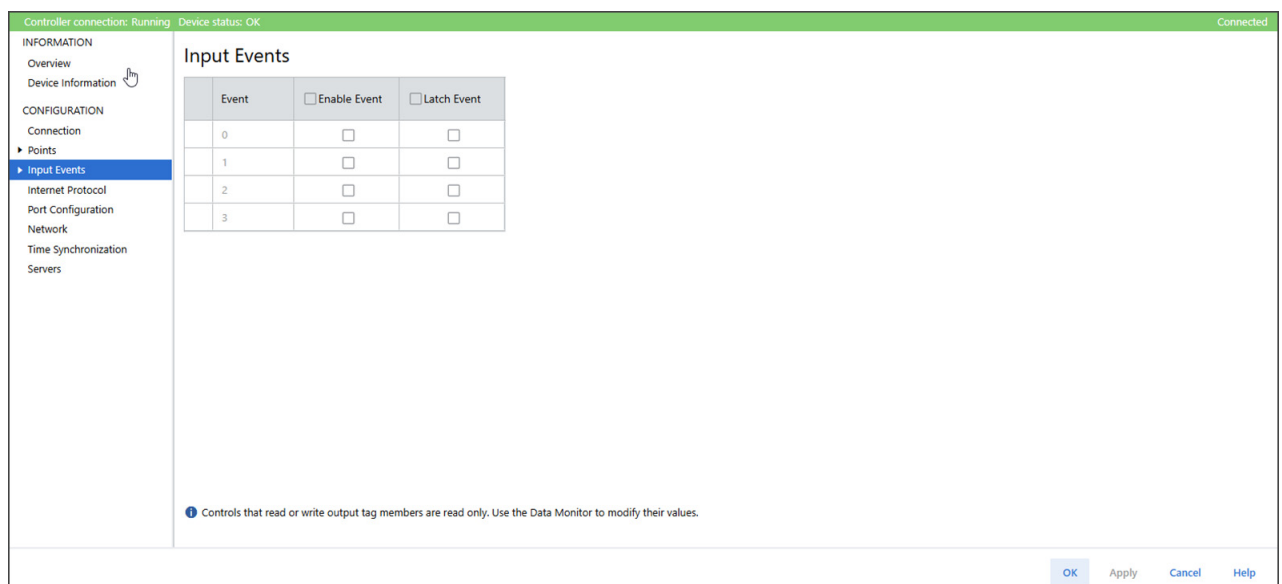 Controller connection: Running Device status: OK Connected
INFORMATION
Overview
Device Information
CONFIGURATION
Connection
Points
Input Events
Internet Protocol
Port Configuration
Network
Time Synchronization
Servers
Input Events
Event Enable Event Latch Event
0
1
2
3
Controls that read or write output tag members are read only. Use the Data Monitor to modify their values.
OK Apply Cancel Help